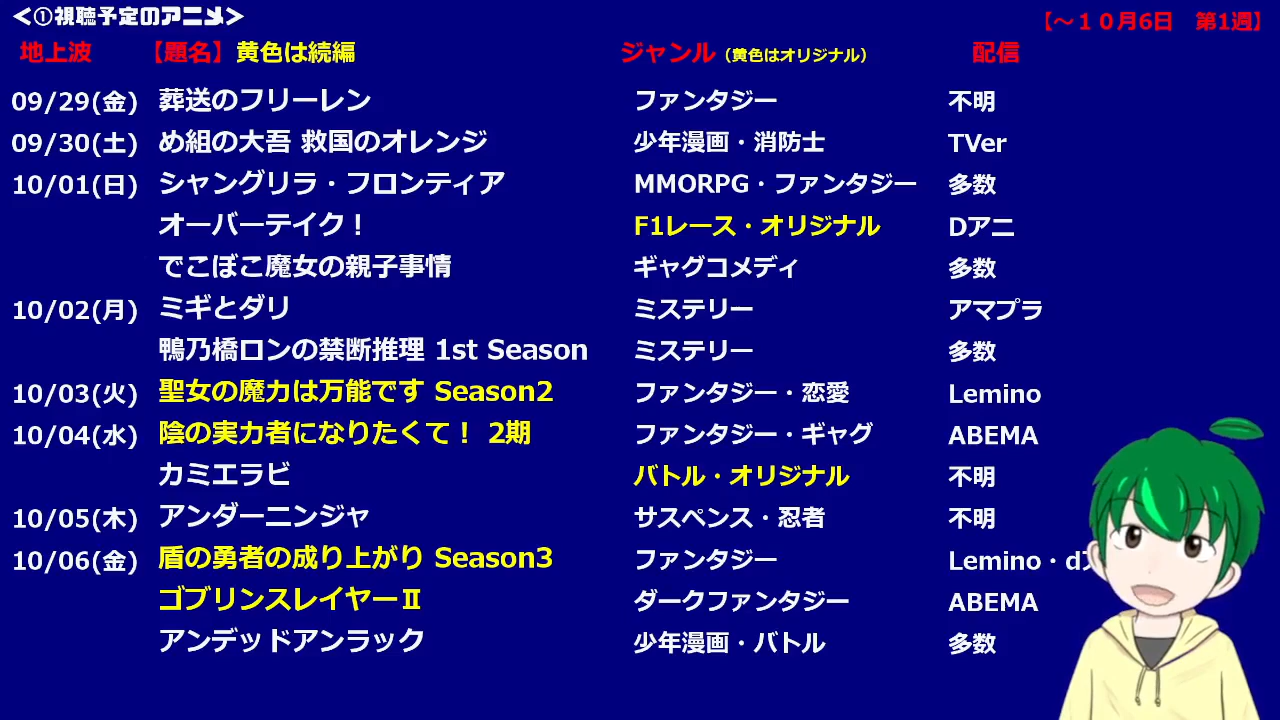 ＜①視聴予定のアニメ＞
【～１０月6日　第1週】
地上波 【題名】黄色は続編 ジャンル（黄色はオリジナル） 配信
09/29(金) 葬送のフリーレン ファンタジー 不明
09/30(土) め組の大吾 救国のオレンジ 少年漫画・消防士 TVer
10/01(日) シャングリラ・フロンティア MMORPG・ファンタジー 多数
オーバーテイク！ F1レース・オリジナル Dアニ
でこぼこ魔女の親子事情 ギャグコメディ 多数
10/02(月) ミギとダリ ミステリー アマプラ
鴨乃橋ロンの禁断推理 1st Season ミステリー 多数
10/03(火) 聖女の魔力は万能です Season2 ファンタジー・恋愛 Lemino
10/04(水) 陰の実力者になりたくて！ 2期 ファンタジー・ギャグ ABEMA
カミエラビ バトル・オリジナル 不明
10/05(木) アンダーニンジャ サスペンス・忍者 不明
10/06(金) 盾の勇者の成り上がり Season3 ファンタジー Lemino・d
ゴブリンスレイヤーⅡ ダークファンタジー ABEMA
アンデッドアンラック 少年漫画・バトル 多数